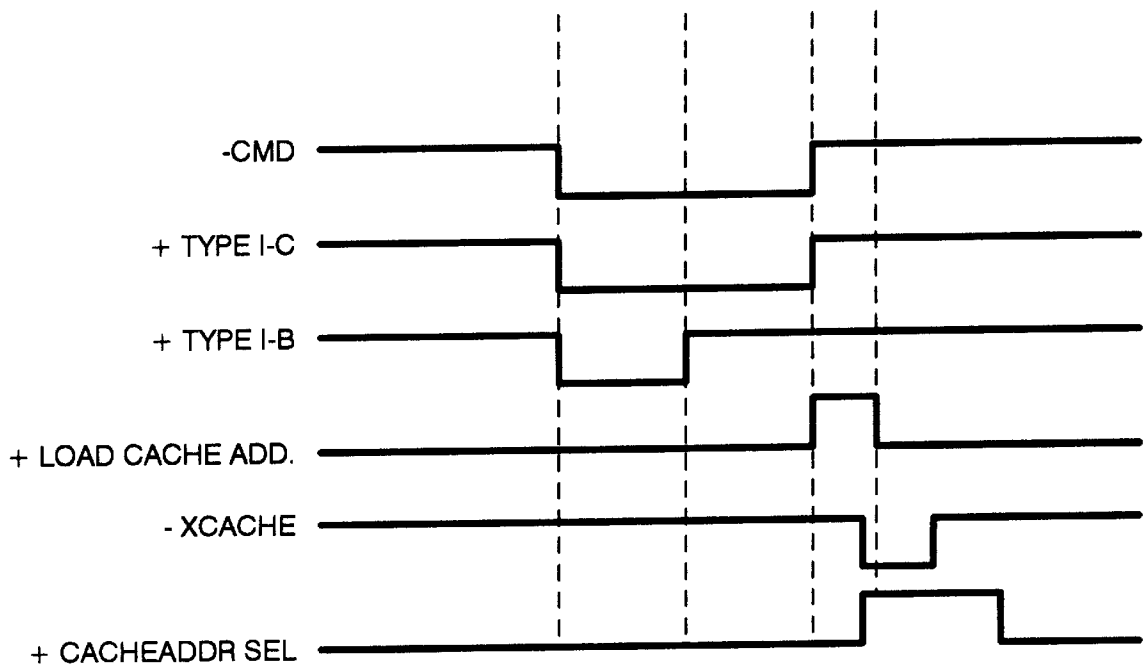 -CMD
+ TYPE I-C
+ TYPE I-B
+ LOAD CACHE ADD.
- XCACHE
+ CACHEADDR SEL